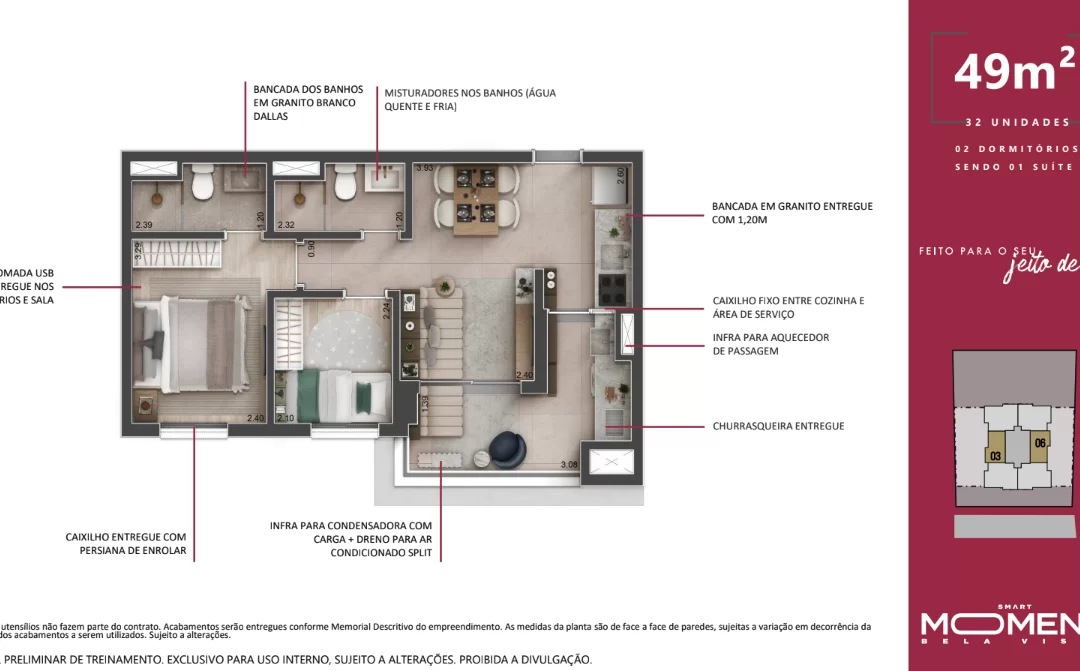 BANCADA DOS BANHOS
EM GRANITO BRANCO
DALLAS
MISTURADORES NOS BANHOS (ÁGUA
QUENTE E FRIA)
49m²
32 UNIDADES
02 DORMITÓRIOS
SENDO 01 SUÍTE
3.93
2.60
2.39
1.20
2.32
1.20
BANCADA EM GRANITO ENTREGUE
COM 1,20M
3.29
0.90
FEITO PARA O SEU
jeito de
OMADA USB
TREGUE NOS
RIOS E SALA
2.24
CAIXILHO FIXO ENTRE COZINHA E
ÁREA DE SERVIÇO
INFRA PARA AQUECEDOR
DE PASSAGEM
2.40
1.39
2.40
2.10
CHURRASQUEIRA ENTREGUE
3.08
03
06
CAIXILHO ENTREGUE COM
PERSIANA DE ENROLAR
INFRA PARA CONDENSADORA COM
CARGA + DRENO PARA AR
CONDICIONADO SPLIT
SMART
MOOMEN
BELA VIS
utensílios não fazem parte do contrato. Acabamentos serão entregues conforme Memorial Descritivo do empreendimento. As medidas da planta são de face a face de paredes, sujeitas a variação em decorrência da
dos acabamentos a serem utilizados. Sujeito a alterações.
PRELIMINAR DE TREINAMENTO. EXCLUSIVO PARA USO INTERNO, SUJEITO A ALTERAÇÕES. PROIBIDA A DIVULGAÇÃO.